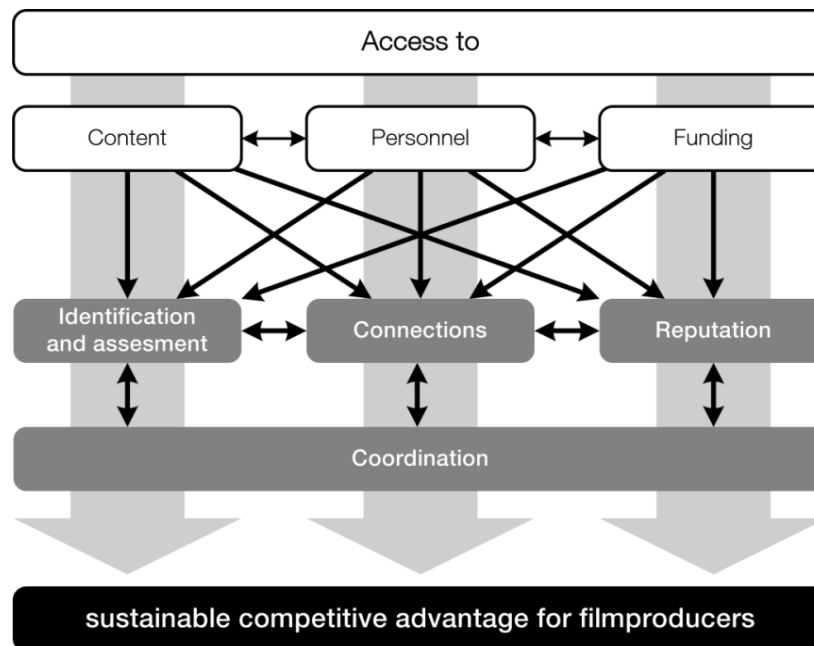 Access to
Content
Personnel
Funding
Identification
and assesment
Connections
Reputation
Coordination
sustainable competitive advantage for filmproducers